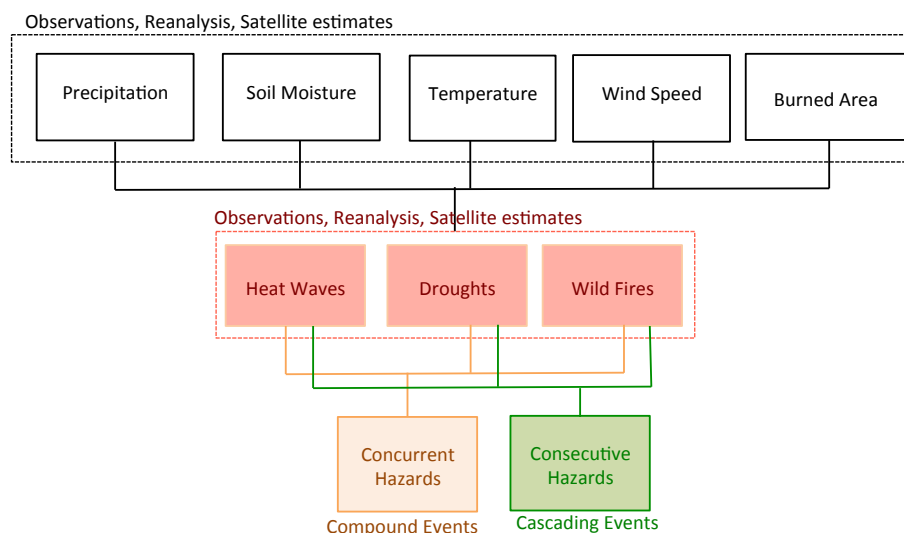 Observations, Reanalysis, Satellite estimates
Precipitation
Soil Moisture
Temperature
Wind Speed
Burned Area
Observations, Reanalysis, Satellite estimates
Heat Waves
Droughts
Wild Fires
Concurrent
Hazards
Consecutive
Hazards
Compound Events
Cascading Events